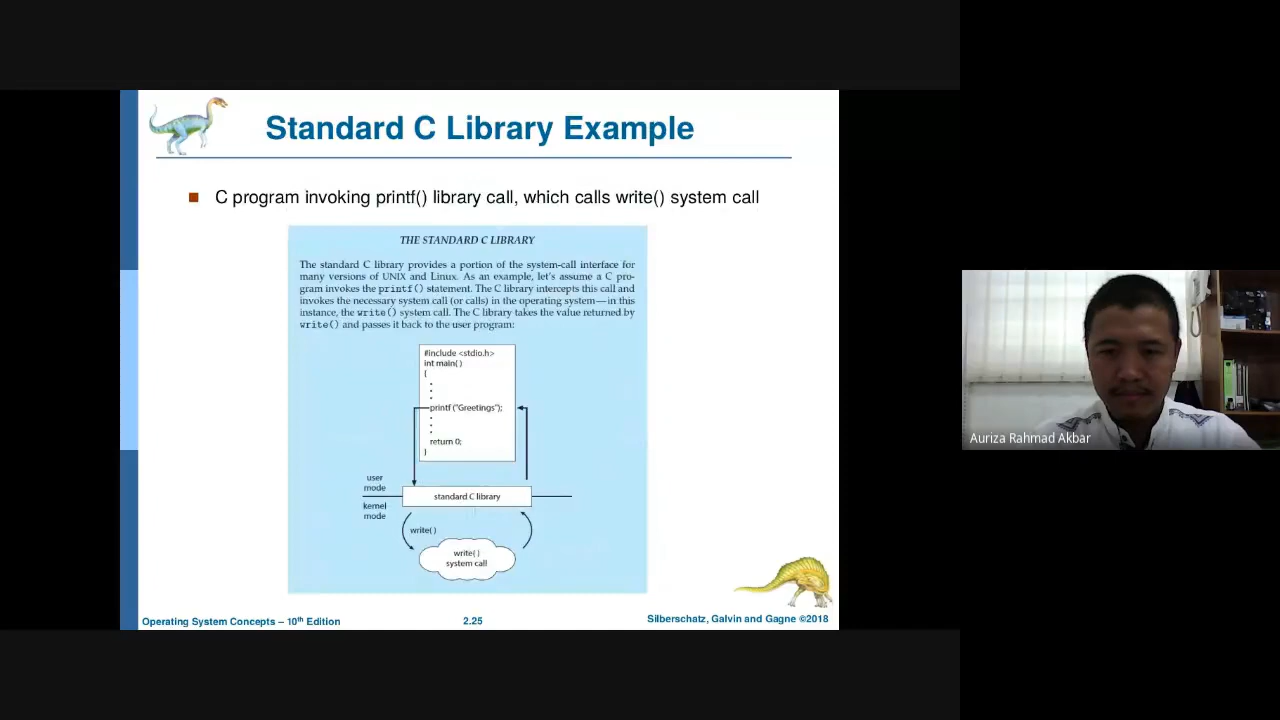 Standard C Library Example
C program invoking printf() library call, which calls write() system call
THE STANDARD C LIBRARY
The standard C library provides a portion of the system-call interface for
many versions of UNIX and Linux. As an example, let's assume a C pro-
gram invokes the printf() statement. The C library intercepts this call and
invokes the necessary system call (or calls) in the operating system—in this
instance, the write() system call. The C library takes the value returned by
write() and passes it back to the user program:
#include <stdio.h>
int main( )
{
printf ("Greetings");
return 0;
}
user
mode
standard C library
kernel
mode
write( )
write( )
system call
Operating System Concepts – 10th Edition
2.25
Silberschatz, Galvin and Gagne ©2018
Auriza Rahmad Akbar